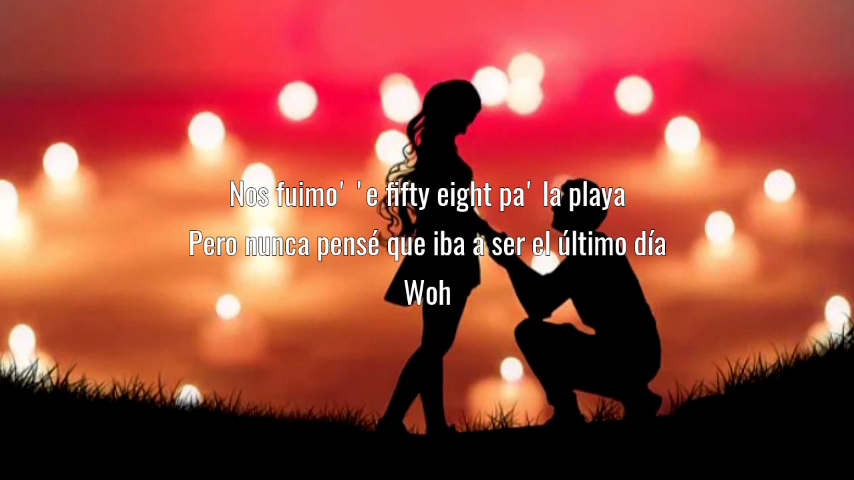 Nos fuimo' 'e fifty eight pa' la playa
Pero nunca pensé que iba a ser el último día
Woh